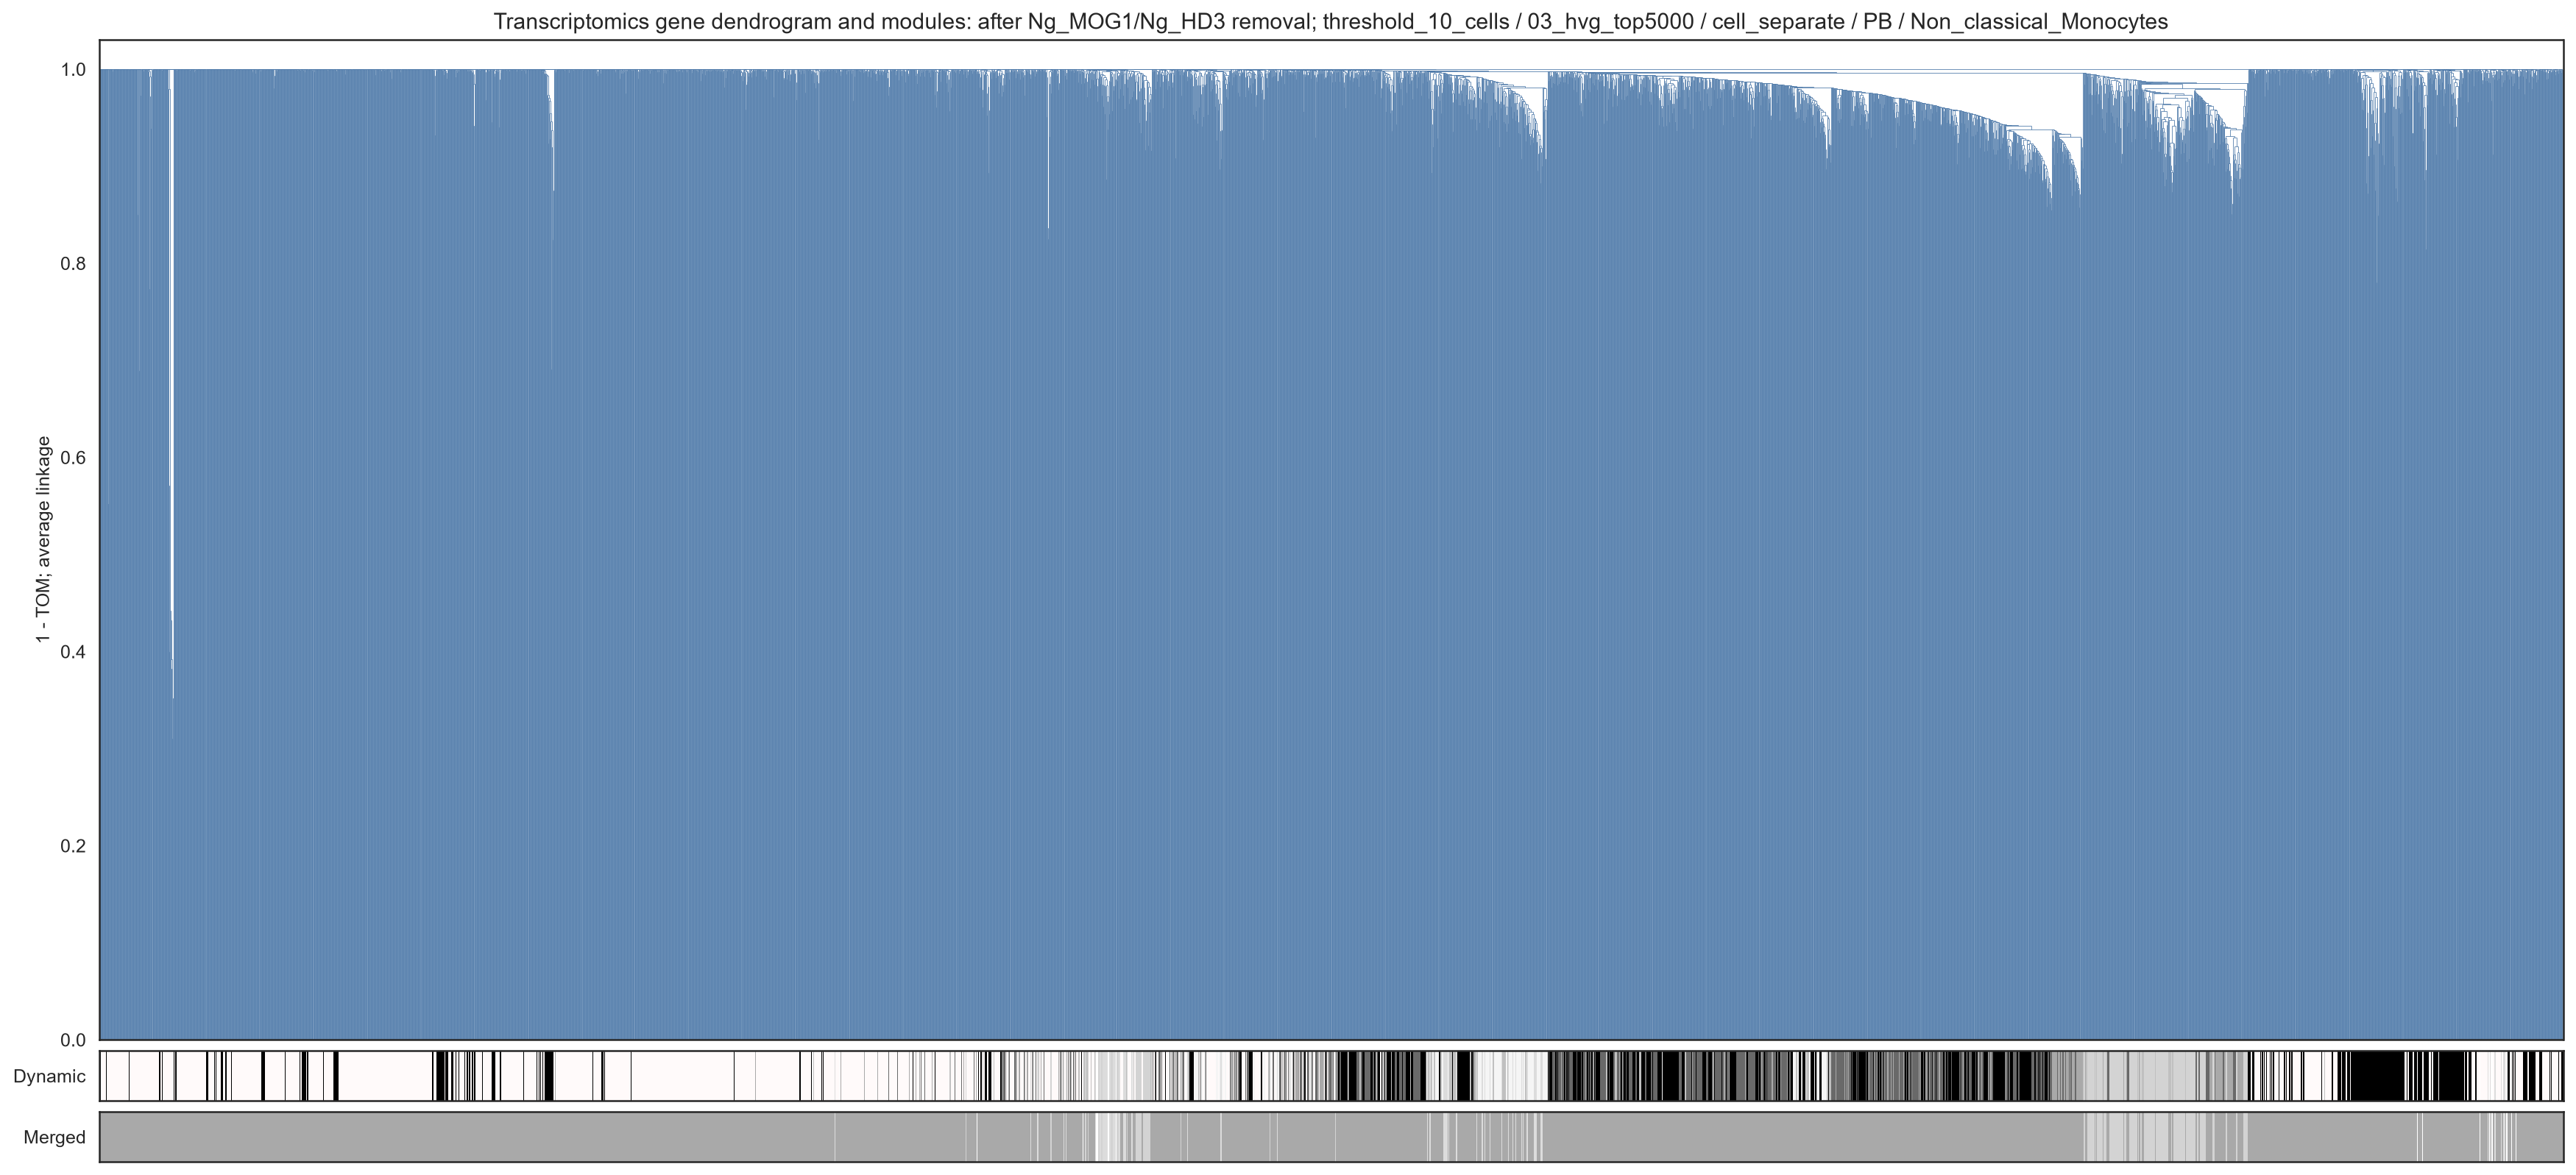 Transcriptomics gene dendrogram and modules: after Ng_MOG1/Ng_HD3 removal; threshold_10_cells / 03_hvg_top5000 / cell_separate / PB / Non_classical_Monocytes
1.0
0.8
0.6
1 - TOM; average linkage
0.4
0.2
0.0
Dynamic
Merged